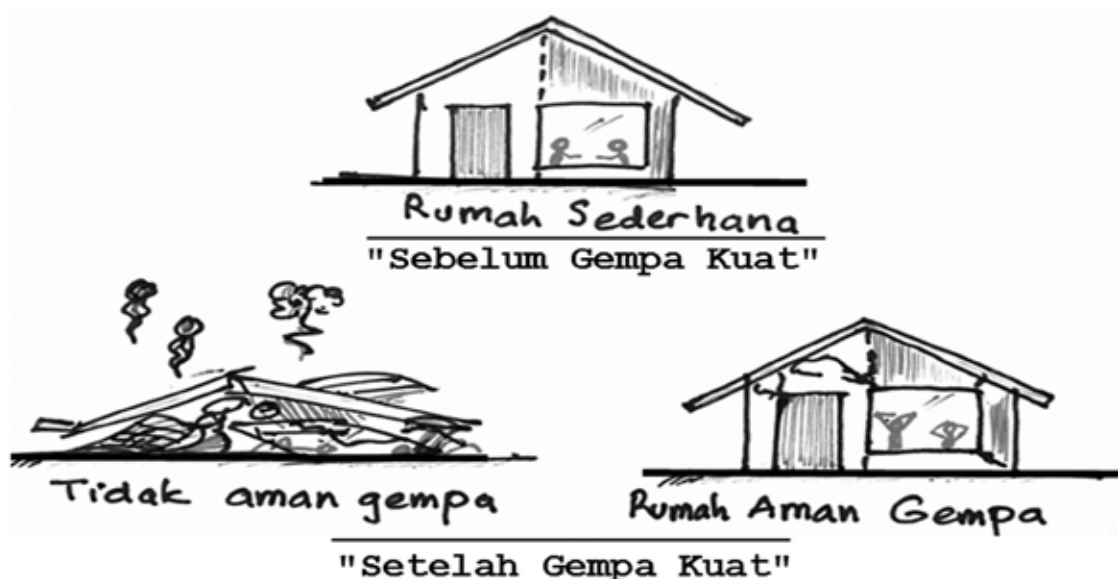 Rumah Sederhana
"Sebelum Gempa Kuat"
Tidak aman gempa
Rumah Aman Gempa
"Setelah Gempa Kuat"